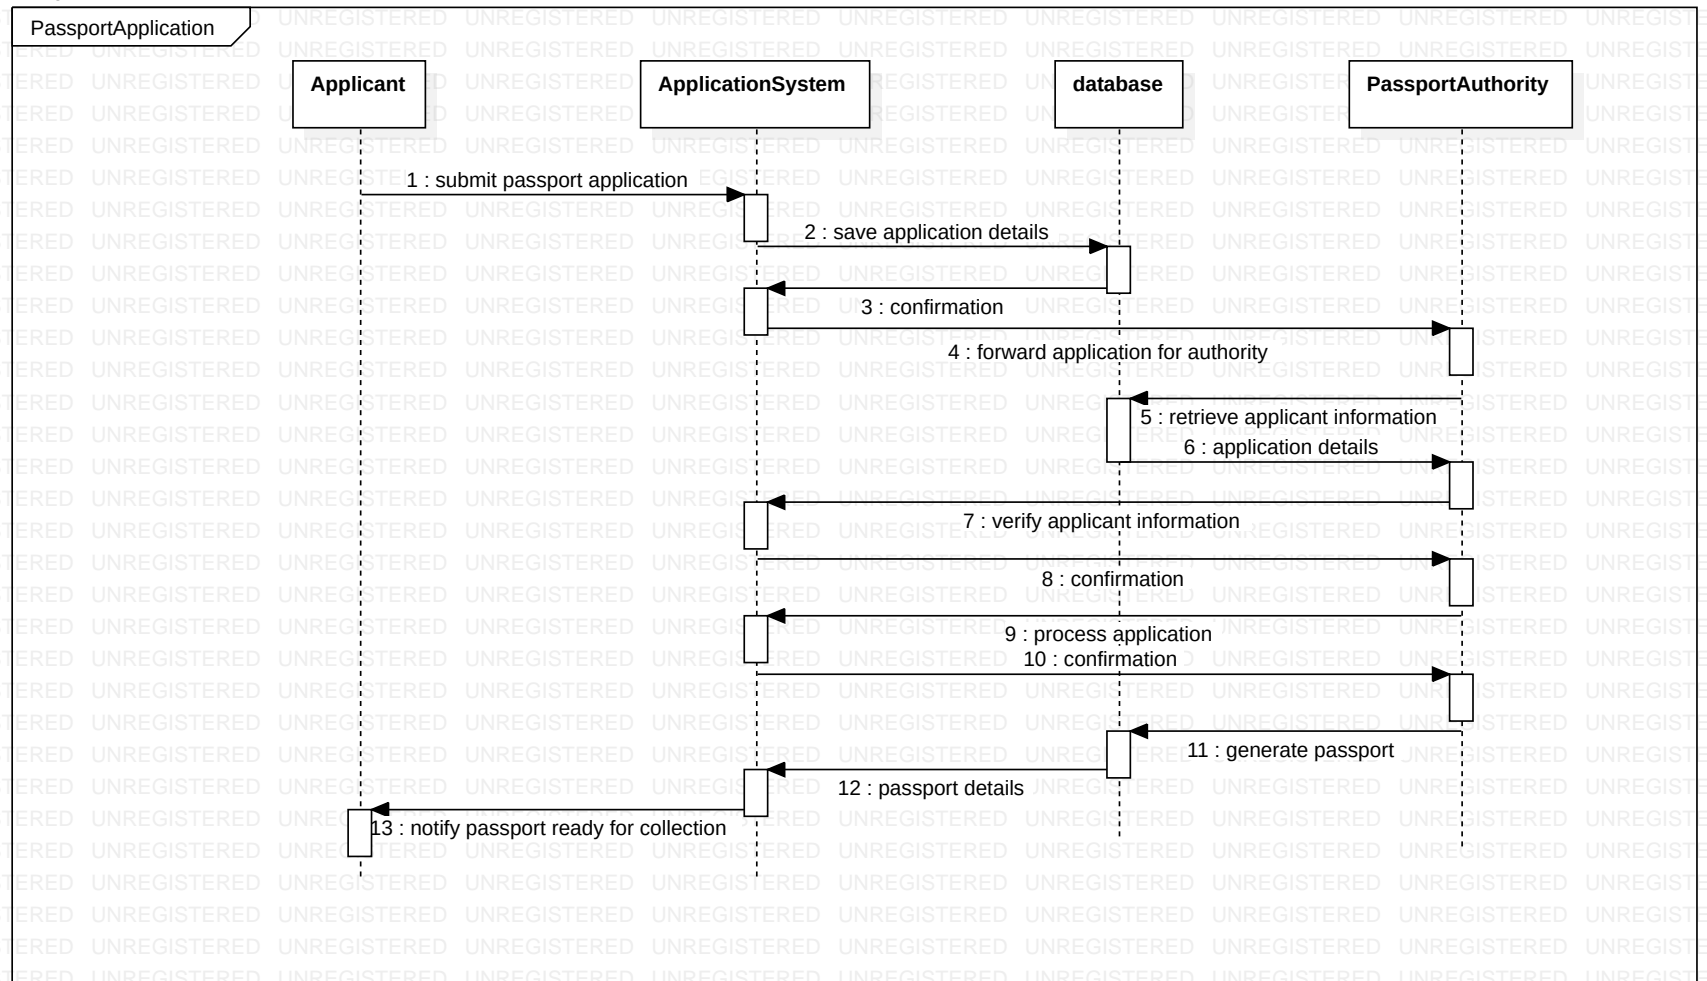 PassportApplication
Applicant
ApplicationSystem
database
PassportAuthority
1 : submit passport application
2 : save application details
3 : confirmation
4 : forward application for authority
5 : retrieve applicant information
6 : application details
7 : verify applicant information
8 : confirmation
9 : process application
10 : confirmation
11 : generate passport
12 : passport details
13 : notify passport ready for collection
UNREGISTERED